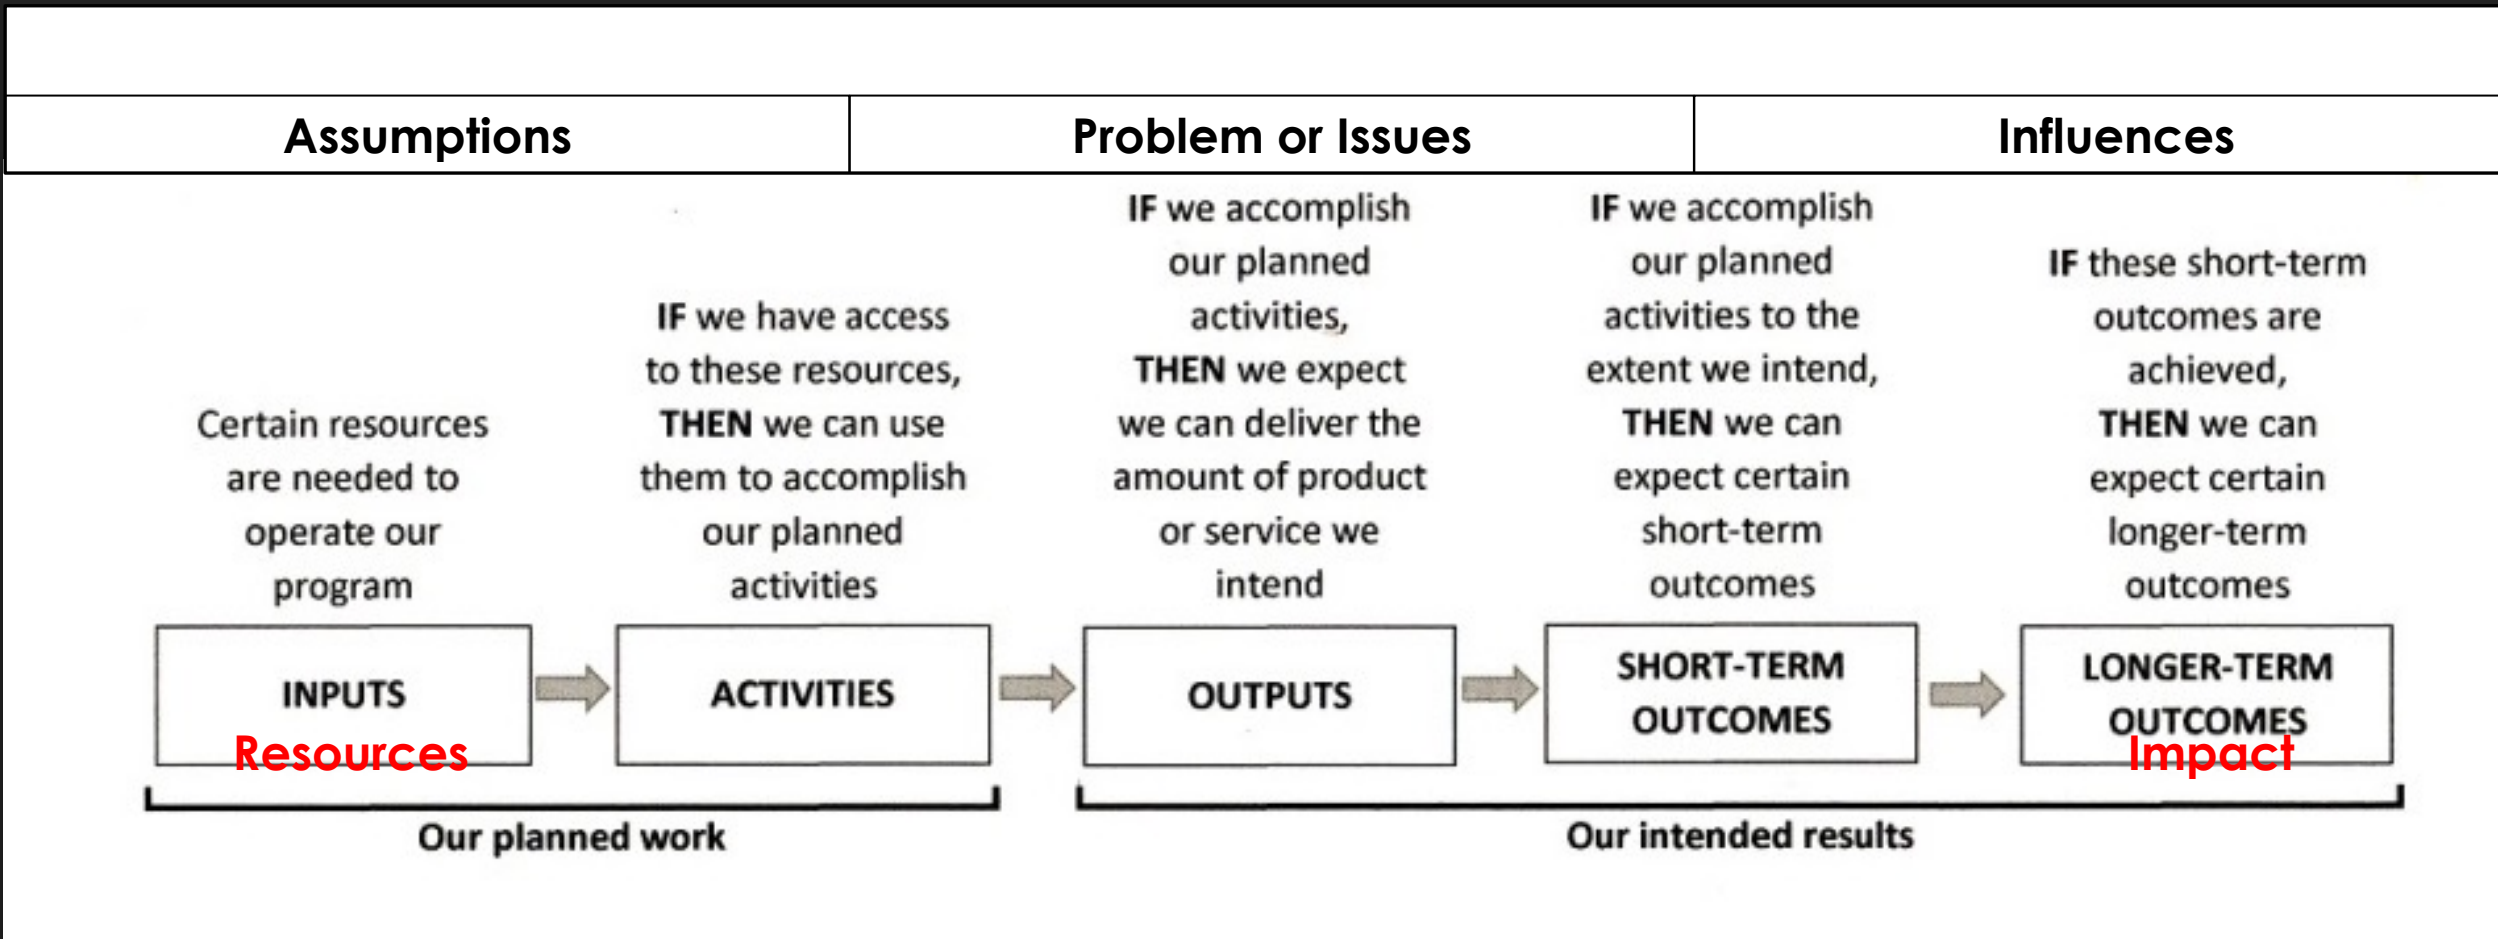 Assumptions
Problem or Issues
Influences
Certain resources
are needed to
operate our
program
IF we have access
to these resources,
THEN we can use
them to accomplish
our planned
activities
IF we accomplish
our planned
activities,
THEN we expect
we can deliver the
amount of product
or service we
intend
IF we accomplish
our planned
activities to the
extent we intend,
THEN we can
expect certain
short-term
outcomes
IF these short-term
outcomes are
achieved,
THEN we can
expect certain
longer-term
outcomes
INPUTS
Resources
ACTIVITIES
OUTPUTS
SHORT-TERM
OUTCOMES
LONGER-TERM
OUTCOMES
Impact
Our planned work
Our intended results